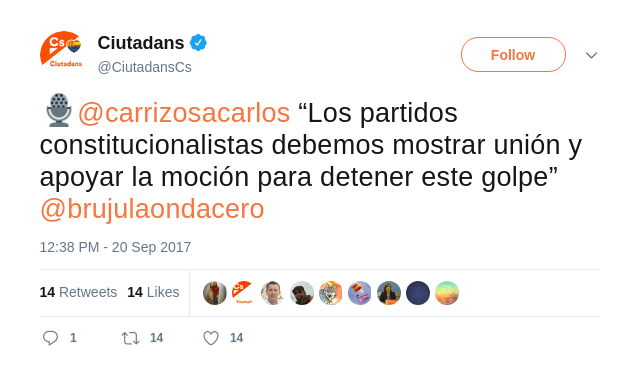 Cs
Ciutadans
Ciutadans
@CiutadansCs
Follow
@carrizosacarlos “Los partidos
constitucionalistas debemos mostrar unión y
apoyar la moción para detener este golpe”
@brujulaondacero
12:38 PM - 20 Sep 2017
14 Retweets 14 Likes
Cs
1 14 14